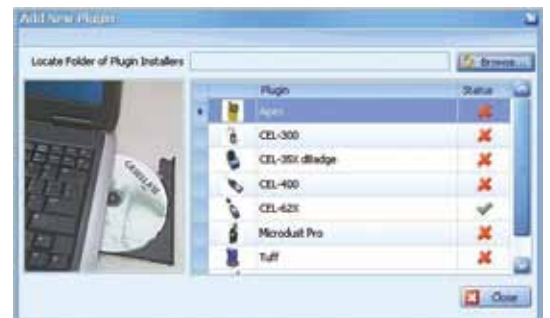 Add New Plugin
Locate Folder of Plugin Installers
Browse...
Plugin
Status
Apex
CEL-300
CEL-35X dBadge
CEL-400
CEL-62X
Microdust Pro
Tuff
Close